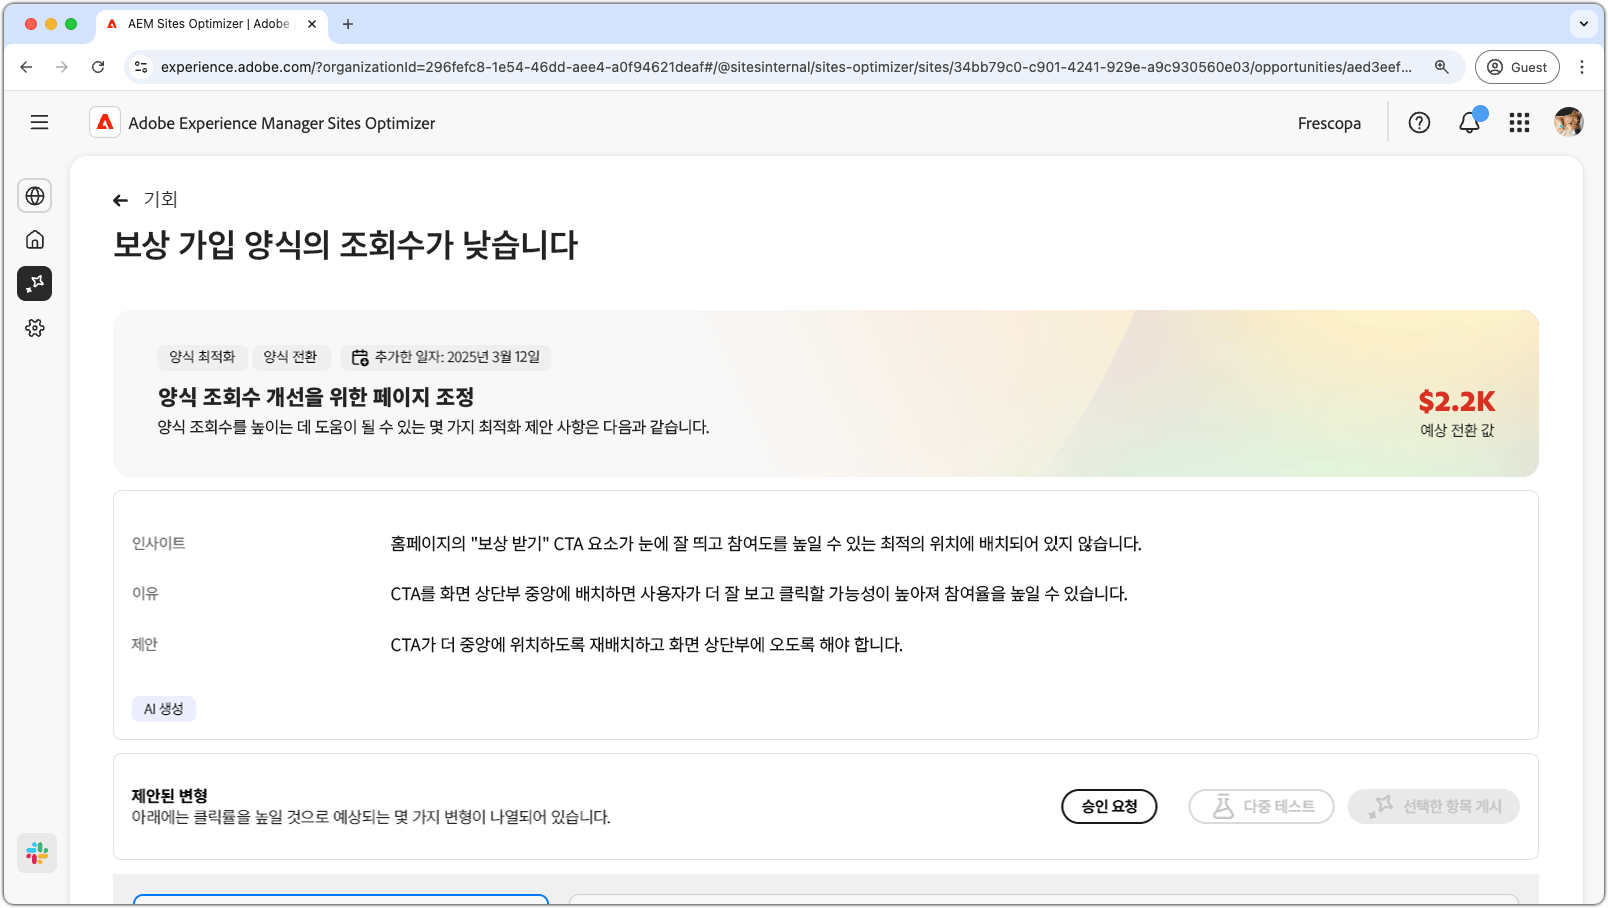 AEM Sites Optimizer | Adobe
experience.adobe.com/?organizationId=296fefc8-1e54-46dd-aee4-a0f94621deaf#/@sitesinternal/sites-optimizer/sites/34bb79c0-c901-4241-929e-a9c930560e03/opportunities/aed3eef...
Guest
Adobe Experience Manager Sites Optimizer
Frescopa
기회
보상 가입 양식의 조회수가 낮습니다
양식 최적화 양식 전환 추가한 일자: 2025년 3월 12일
양식 조회수 개선을 위한 페이지 조정
양식 조회수를 높이는 데 도움이 될 수 있는 몇 가지 최적화 제안 사항은 다음과 같습니다.
$2.2K
예상 전환 값
인사이트 홈페이지의 "보상 받기" CTA 요소가 눈에 잘 띄고 참여도를 높일 수 있는 최적의 위치에 배치되어 있지 않습니다.
이유 CTA를 화면 상단부 중앙에 배치하면 사용자가 더 잘 보고 클릭할 가능성이 높아져 참여율을 높일 수 있습니다.
제안 CTA가 더 중앙에 위치하도록 재배치하고 화면 상단부에 오도록 해야 합니다.
AI 생성
제안된 변형
아래에는 클릭률을 높일 것으로 예상되는 몇 가지 변형이 나열되어 있습니다.
승인 요청 다중 테스트 선택한 항목 게시